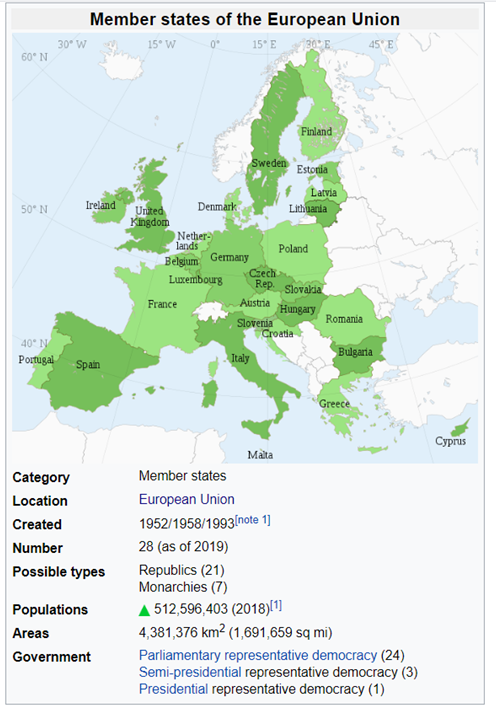 Member states of the European Union
30° W
15° W
0°
15° E
30° E
45° E
60° N
Finland
Sweden
Estonia
Latvia
Lithuania
Ireland
United
Kingdom
Denmark
50° N
Nether-
lands
Belgium
Germany
Poland
Luxembourg
Czech
Rep.
Slovakia
France
Austria
Hungary
Romania
Slovenia
Croatia
40° N
Portugal
Spain
Italy
Bulgaria
Greece
Malta
Cyprus
Category Member states
Location European Union
Created 1952/1958/1993[note 1]
Number 28 (as of 2019)
Possible types Republics (21)
Monarchies (7)
Populations ▲ 512,596,403 (2018)[1]
Areas 4,381,376 km2 (1,691,659 sq mi)
Government Parliamentary representative democracy (24)
Semi-presidential representative democracy (3)
Presidential representative democracy (1)